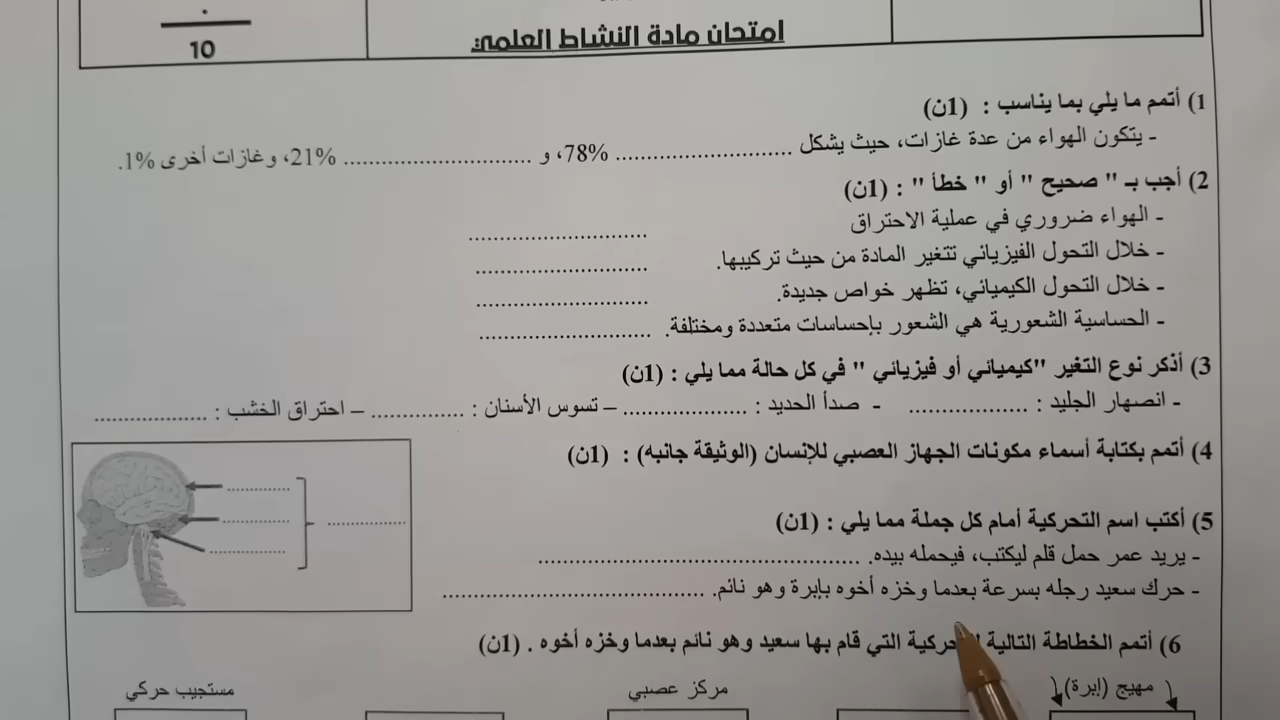 10
امتحان مادة النشاط العلمي:
1) أتمم ما يلي بما يناسب : (1ن)
- يتكون الهواء من عدة غازات، حيث يشكل ............................ 78%، و .............................. 21%، وغازات أخرى 1%.
2) أجب بـ " صحيح " أو " خطأ " : (1ن)
- الهواء ضروري في عملية الاحتراق ..............................
- خلال التحول الفيزيائي تتغير المادة من حيث تركيبها. ............................
- خلال التحول الكيميائي، تظهر خواص جديدة. ............................
- الحساسية الشعورية هي الشعور بإحساسات متعددة ومختلفة. ............................
3) أذكر نوع التغير "كيميائي أو فيزيائي " في كل حالة مما يلي : (1ن)
- انصهار الجليد : ................... - صدأ الحديد : .................... – تسوس الأسنان : ............... – احتراق الخشب : ..................
4) أتمم بكتابة أسماء مكونات الجهاز العصبي للإنسان (الوثيقة جانبه) : (1ن)
5) أكتب اسم التحركية أمام كل جملة مما يلي : (1ن)
- يريد عمر حمل قلم ليكتب، فيحمله بيده. ....................................................
- حرك سعيد رجله بسرعة بعدما وخزه أخوه بإبرة وهو نائم. ..........................................
6) أتمم الخطاطة التالية التي قام بها سعيد وهو نائم بعدما وخزه أخوه . (1ن)
مهيج (إبرة) مركز عصبي مستجيب حركي